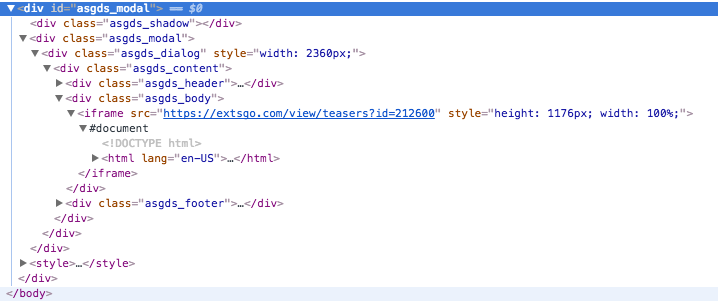 <div id="asgds_modal"> == $0
<div class="asgds_shadow"></div>
<div class="asgds_modal">
<div class="asgds_dialog" style="width: 2360px;">
<div class="asgds_content">
<div class="asgds_header">…</div>
<div class="asgds_body">
<iframe src="https://extsgo.com/view/teasers?id=212600" style="height: 1176px; width: 100%;">
#document
<!DOCTYPE html>
<html lang="en-US">…</html>
</iframe>
</div>
<div class="asgds_footer">…</div>
</div>
</div>
</div>
<style>…</style>
</div>
</body>